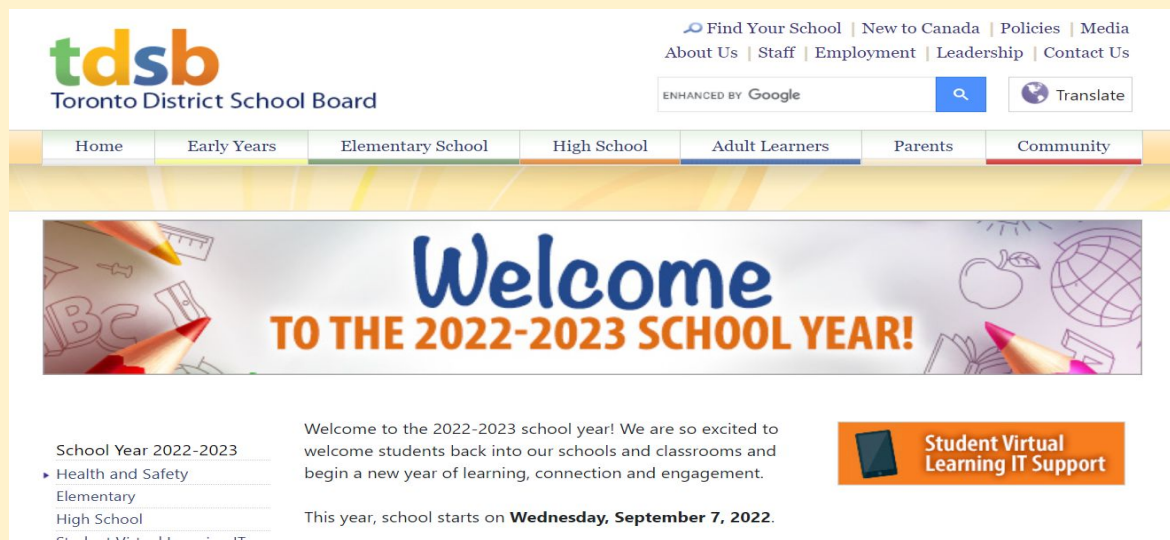 Find Your School | New to Canada | Policies | Media
About Us | Staff | Employment | Leadership | Contact Us
tdsb
Toronto District School Board
ENHANCED BY Google
Translate
Home Early Years Elementary School High School Adult Learners Parents Community
Welcome
TO THE 2022-2023 SCHOOL YEAR!
ABC
School Year 2022-2023
Health and Safety
Elementary
High School
Student Virtual Learning IT
Welcome to the 2022-2023 school year! We are so excited to
welcome students back into our schools and classrooms and
begin a new year of learning, connection and engagement.
This year, school starts on Wednesday, September 7, 2022.
Student Virtual
Learning IT Support